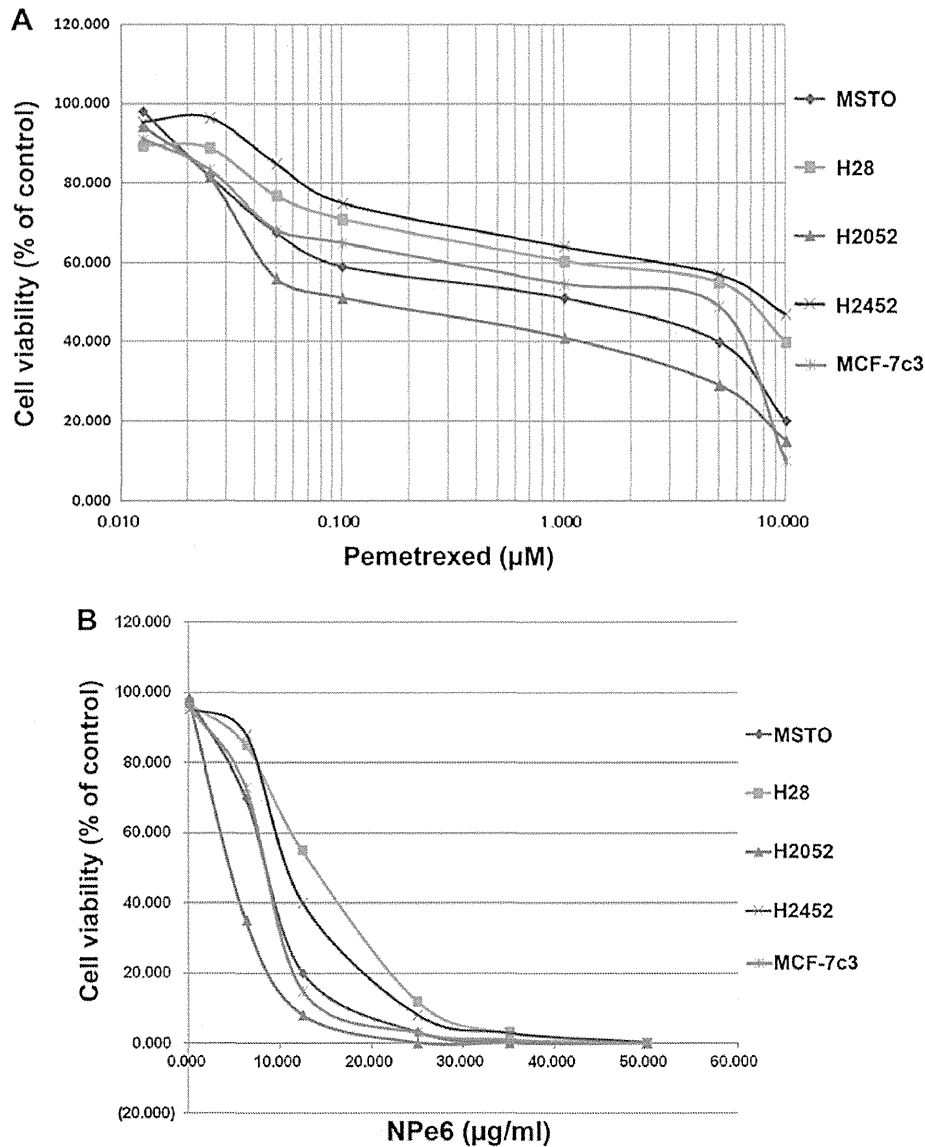 A
120.000
100.000
80.000
60.000
40.000
20.000
0.000
Cell viability (% of control)
0.010
0.100
1.000
10.000
Pemetrexed (µM)
MSTO
H28
H2052
H2452
MCF-7c3
B
120.000
100.000
80.000
60.000
40.000
20.000
0.000
(20.000)
Cell viability (% of control)
0.000
10.000
20.000
30.000
40.000
50.000
60.000
NPe6 (µg/ml)
MSTO
H28
H2052
H2452
MCF-7c3